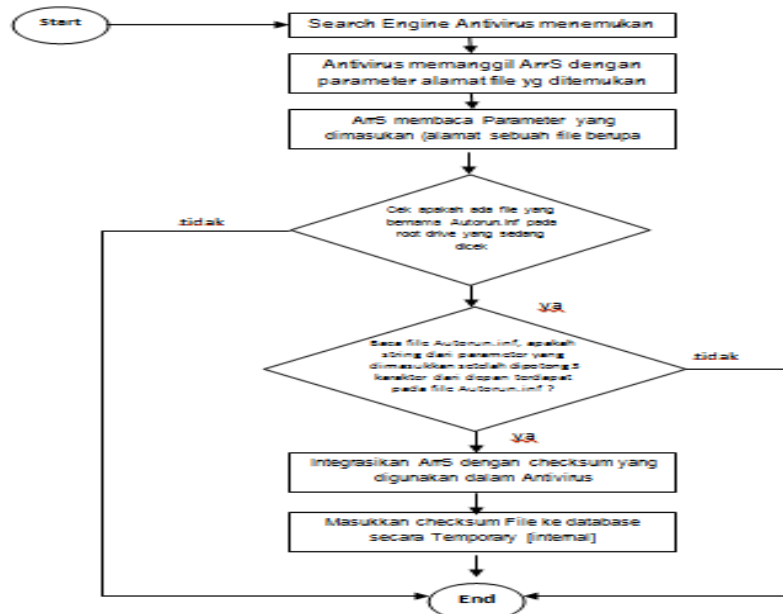 Start
Search Engine Antivirus menemukan
Antivirus memanggil ArrS dengan
parameter alamat file yg ditemukan
ArrS membaca Parameter yang
dimasukan (alamat sebuah file berupa
Cek apakah ada file yang
bernama Autorun.inf pada
root drive yang sedang
dicek
tidak
ya
Baca file Autorun.inf, apakah
string dari parameter yang
dimasukkan setelah dipotong 3
karakter dari depan terdapat
pada file Autorun.inf ?
tidak
ya
Integrasikan ArrS dengan checksum yang
digunakan dalam Antivirus
Masukkan checksum File ke database
secara Temporary [internal]
End